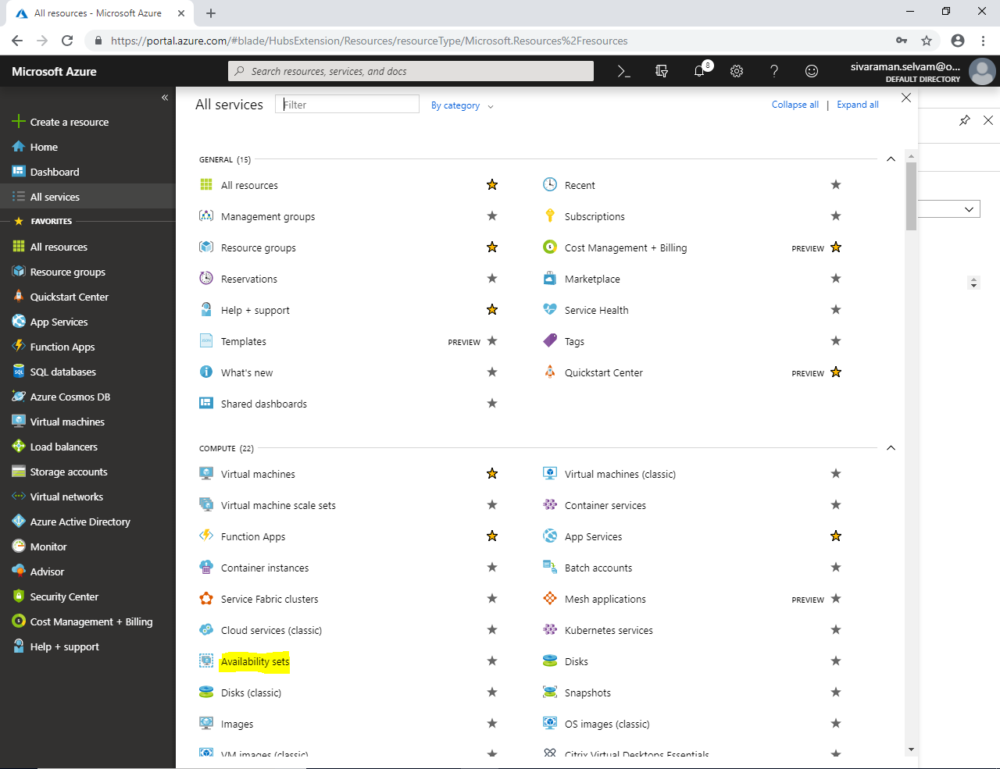 All resources - Microsoft Azure
https://portal.azure.com/#blade/HubsExtension/Resources/resourceType/Microsoft.Resources%2Fresources
Microsoft Azure
Search resources, services, and docs
8
sivaraman.selvam@o...
DEFAULT DIRECTORY
Create a resource
Home
Dashboard
All services
FAVORITES
All resources
Resource groups
Quickstart Center
App Services
Function Apps
SQL databases
Azure Cosmos DB
Virtual machines
Load balancers
Storage accounts
Virtual networks
Azure Active Directory
Monitor
Advisor
Security Center
Cost Management + Billing
Help + support
All services
Filter
By category
Collapse all | Expand all
GENERAL (15)
All resources
Recent
Management groups
Subscriptions
Resource groups
Cost Management + Billing PREVIEW
Reservations
Marketplace
Help + support
Service Health
Templates PREVIEW
Tags
What's new
Quickstart Center PREVIEW
Shared dashboards
COMPUTE (22)
Virtual machines
Virtual machines (classic)
Virtual machine scale sets
Container services
Function Apps
App Services
Container instances
Batch accounts
Service Fabric clusters
Mesh applications PREVIEW
Cloud services (classic)
Kubernetes services
Availability sets
Disks
Disks (classic)
Snapshots
Images
OS images (classic)
VM images (classic)
Citrix Virtual Desktops Essentials